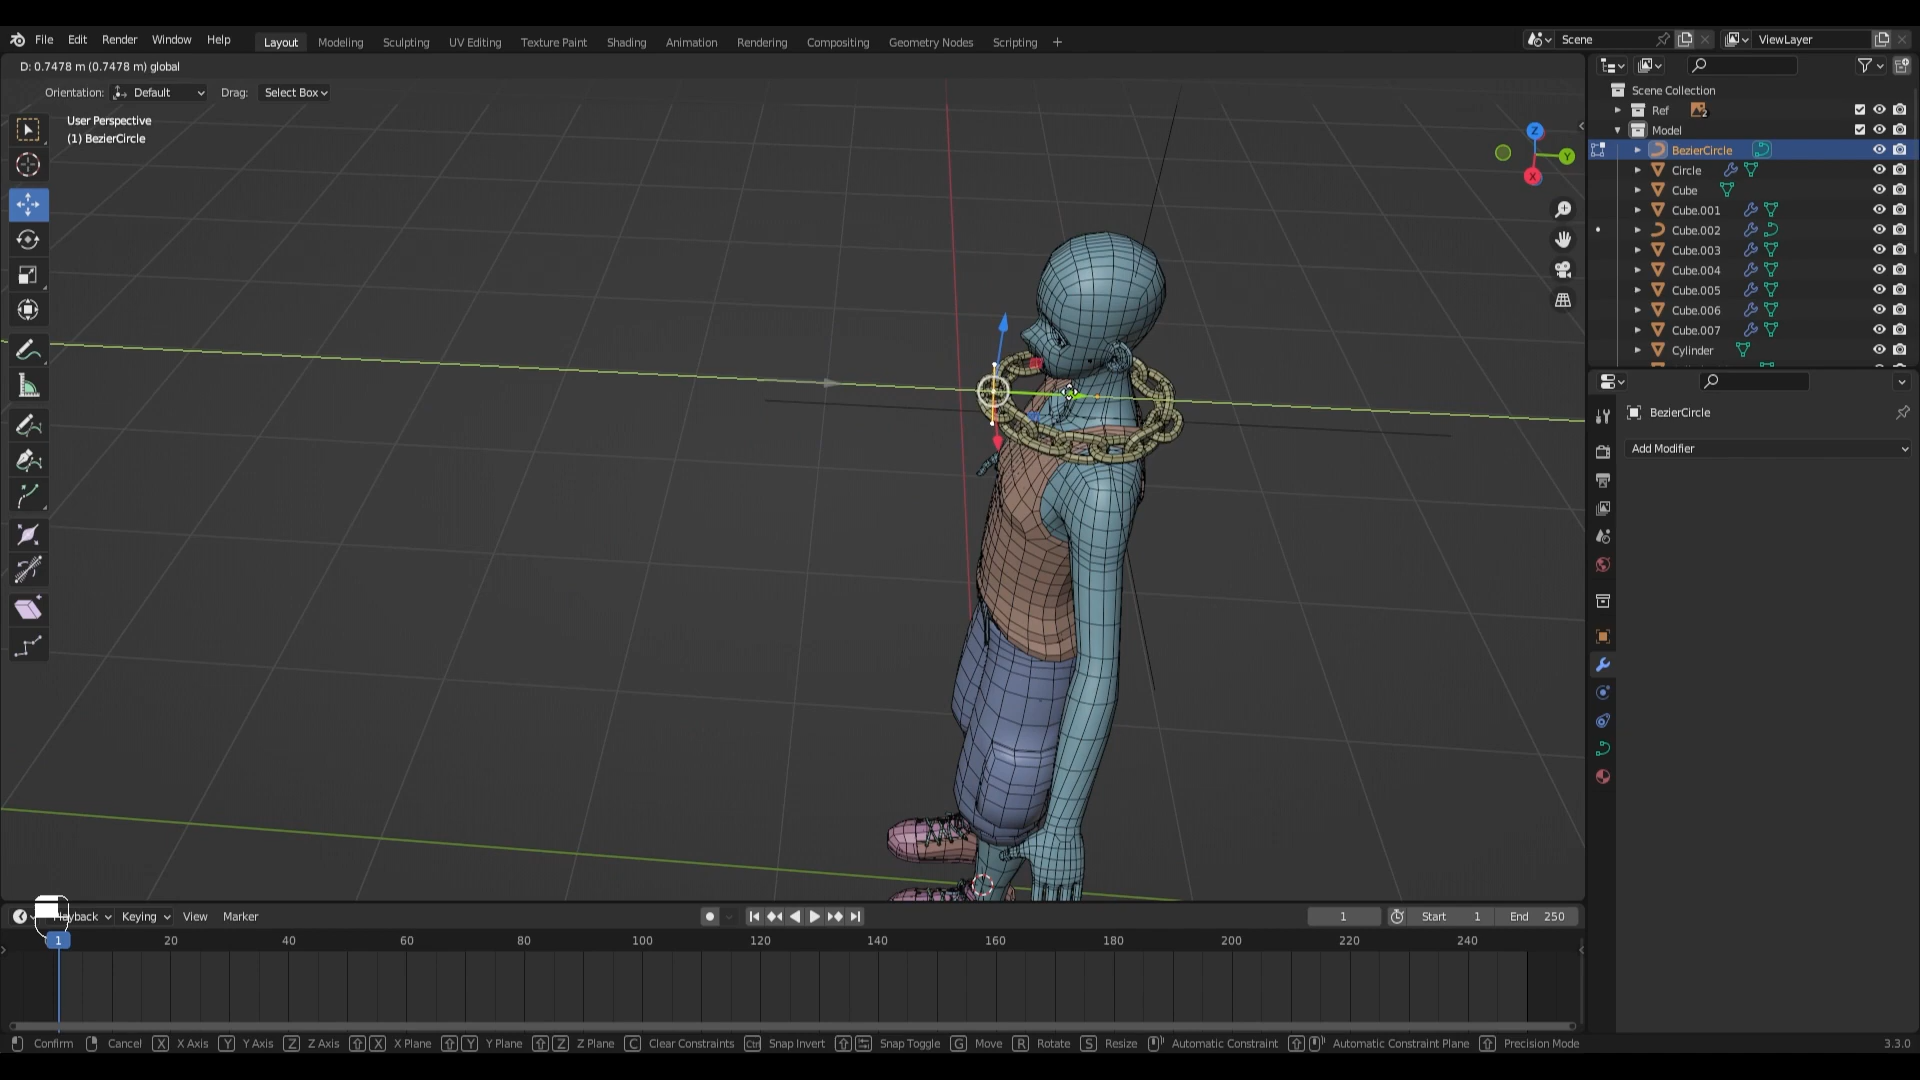 File Edit Render Window Help Layout Modeling Sculpting UV Editing Texture Paint Shading Animation Rendering Compositing Geometry Nodes Scripting + Scene ViewLayer
D: 0.7478 m (0.7478 m) global
Orientation: Default Drag: Select Box
User Perspective
(1) BezierCircle
Z
Y
X
Scene Collection
Ref 2
Model
BezierCircle
Circle
Cube
Cube.001
Cube.002
Cube.003
Cube.004
Cube.005
Cube.006
Cube.007
Cylinder
BezierCircle
Add Modifier
Keying View Marker 1 Start 1 End 250
1 20 40 60 80 100 120 140 160 180 200 220 240
Confirm Cancel X X Axis Y Y Axis Z Z Axis X X Plane Y Y Plane Z Z Plane C Clear Constraints Ctrl Snap Invert Snap Toggle G Move R Rotate S Resize Automatic Constraint Automatic Constraint Plane Precision Mode 3.3.0